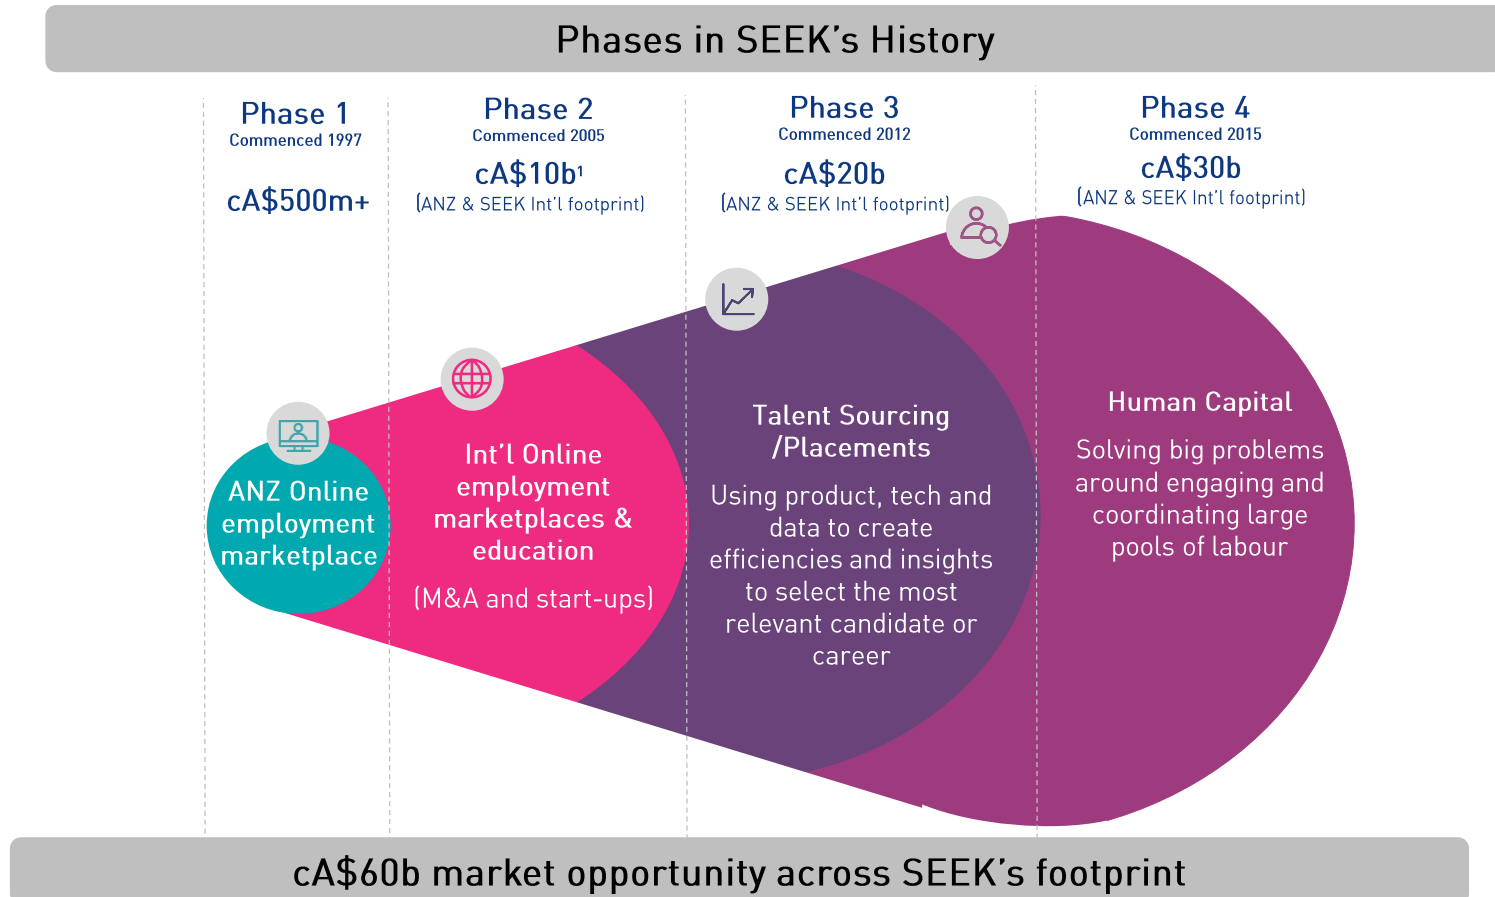 Phases in SEEK's History
Phase 1
Commenced 1997
cA$500m+
Phase 2
Commenced 2005
cA$10b¹
(ANZ & SEEK Int'l footprint)
Phase 3
Commenced 2012
cA$20b
(ANZ & SEEK Int'l footprint)
Phase 4
Commenced 2015
cA$30b
(ANZ & SEEK Int'l footprint)
ANZ Online
employment
marketplace
Int'l Online
employment
marketplaces &
education
(M&A and start-ups)
Talent Sourcing
/Placements
Using product, tech and
data to create
efficiencies and insights
to select the most
relevant candidate or
career
Human Capital
Solving big problems
around engaging and
coordinating large
pools of labour
cA$60b market opportunity across SEEK's footprint